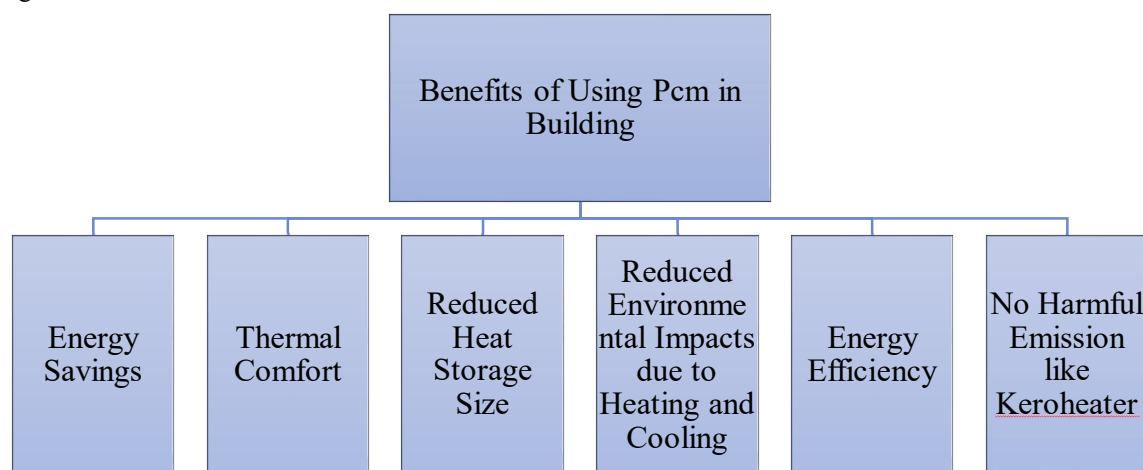 Benefits of Using Pcm in
Building
Energy
Savings
Thermal
Comfort
Reduced
Heat
Storage
Size
Reduced
Environme
ntal Impacts
due to
Heating and
Cooling
Energy
Efficiency
No Harmful
Emission
like
Keroheater